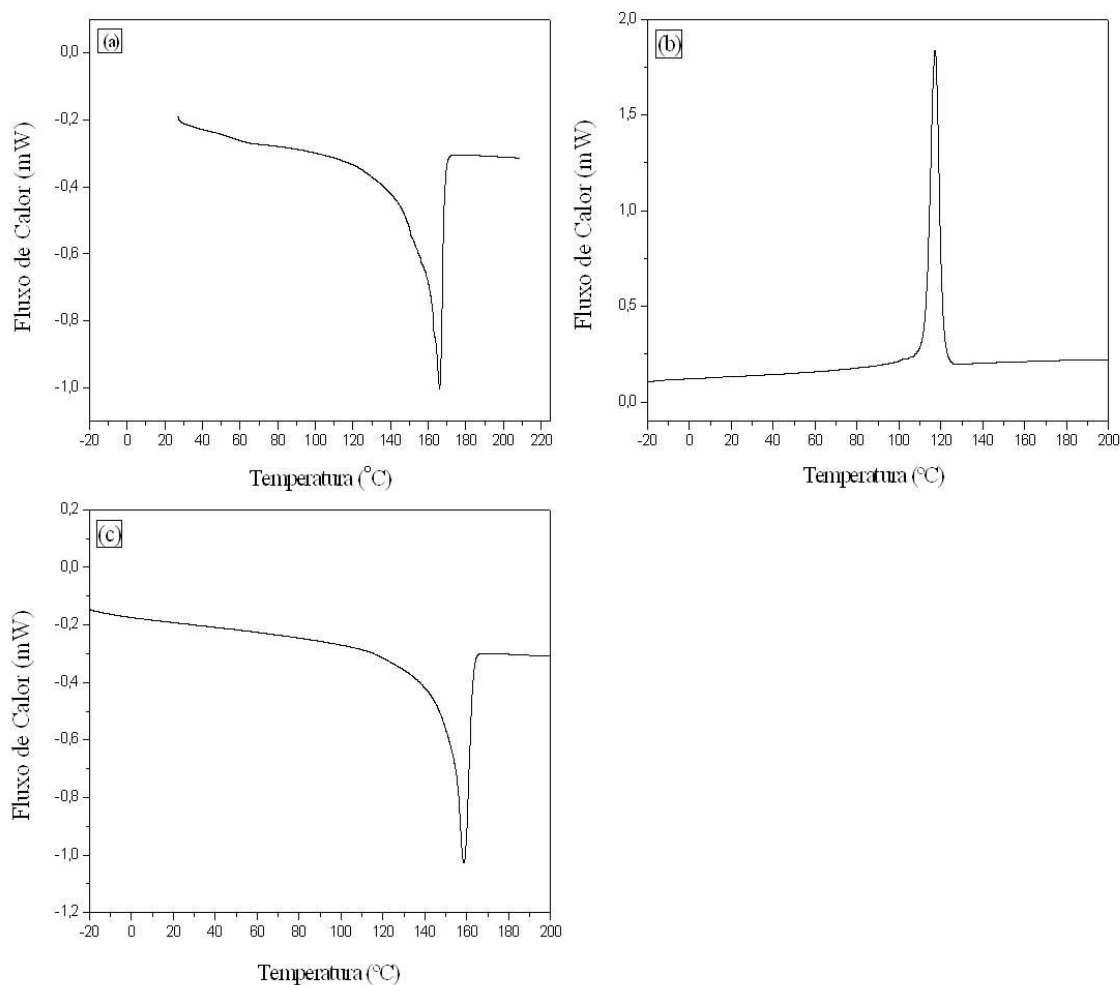 (a)
0,0
-0,2
-0,4
-0,6
-0,8
-1,0
Fluxo de Calor (mW)
-20 0 20 40 60 80 100 120 140 160 180 200 220
Temperatura (°C)
(b)
2,0
1,5
1,0
0,5
0,0
Fluxo de Calor (mW)
-20 0 20 40 60 80 100 120 140 160 180 200
Temperatura (°C)
(c)
0,2
0,0
-0,2
-0,4
-0,6
-0,8
-1,0
-1,2
Fluxo de Calor (mW)
-20 0 20 40 60 80 100 120 140 160 180 200
Temperatura (°C)